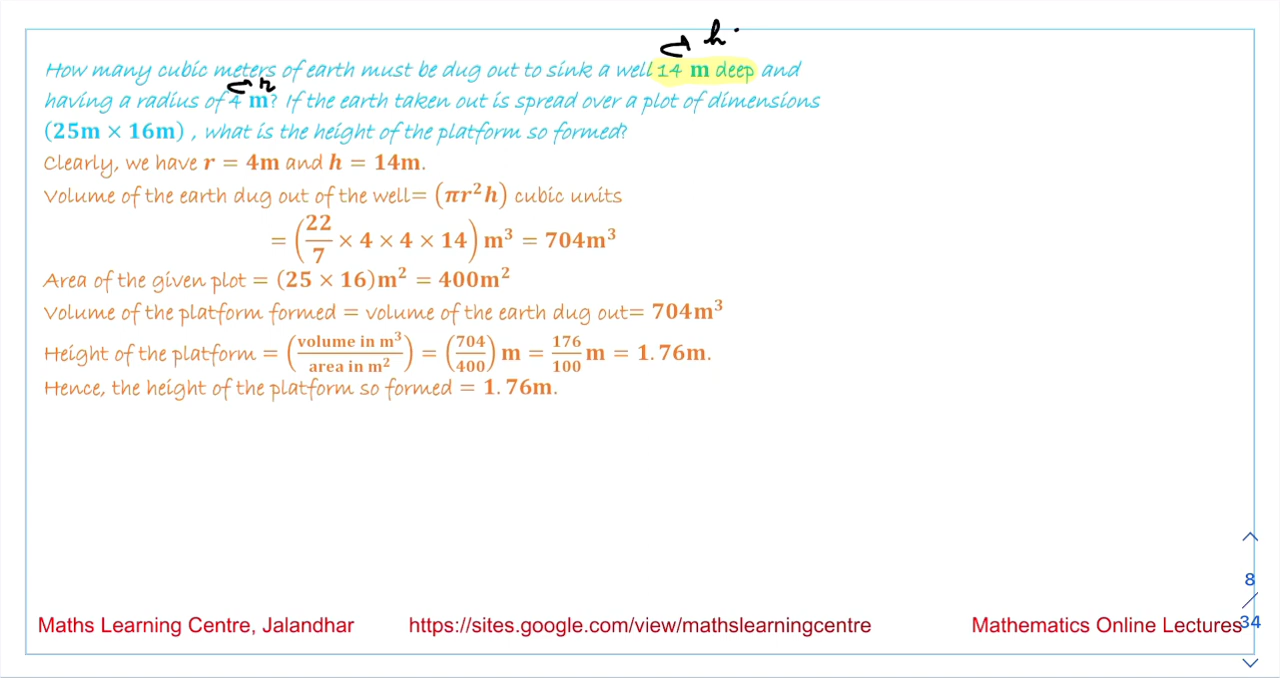 h.
How many cubic meters of earth must be dug out to sink a well 14 m deep and
r
having a radius of 4 m? If the earth taken out is spread over a plot of dimensions
(25m × 16m) , what is the height of the platform so formed?
Clearly, we have r = 4m and h = 14m.
Volume of the earth dug out of the well= (πr²h) cubic units
= (22/7 × 4 × 4 × 14) m³ = 704m³
Area of the given plot = (25 × 16)m² = 400m²
Volume of the platform formed = volume of the earth dug out= 704m³
Height of the platform = (volume in m³/area in m²) = (704/400) m = 176/100 m = 1.76m.
Hence, the height of the platform so formed = 1.76m.
8
/
34
Maths Learning Centre, Jalandhar https://sites.google.com/view/mathslearningcentre Mathematics Online Lectures